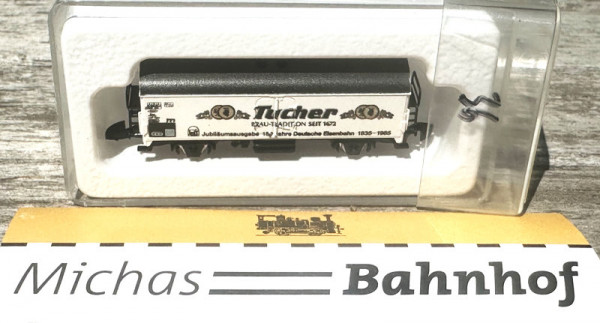 Tucher
BRAU-TRADITION SEIT 1672
Jubiläumsausgabe 150 Jahre Deutsche Eisenbahn 1835-1985
Michas Bahnhof